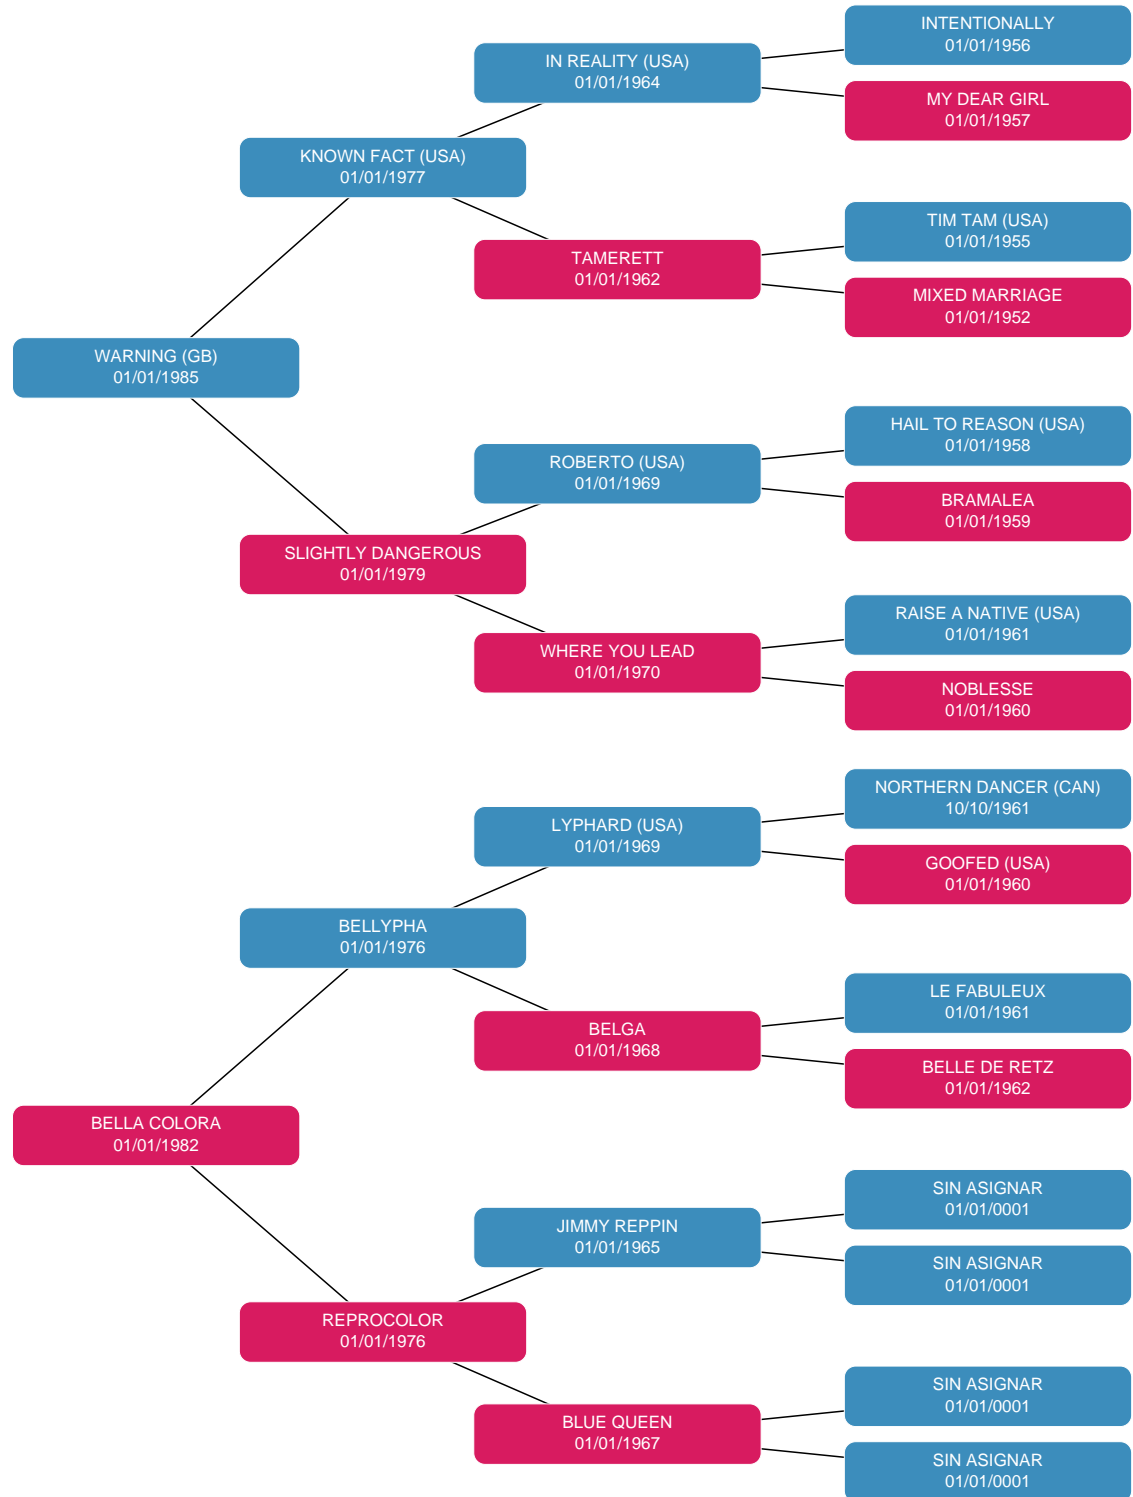 INTENTIONALLY
01/01/1956
IN REALITY (USA)
01/01/1964
MY DEAR GIRL
01/01/1957
KNOWN FACT (USA)
01/01/1977
TIM TAM (USA)
01/01/1955
TAMERETT
01/01/1962
MIXED MARRIAGE
01/01/1952
WARNING (GB)
01/01/1985
HAIL TO REASON (USA)
01/01/1958
ROBERTO (USA)
01/01/1969
BRAMALEA
01/01/1959
SLIGHTLY DANGEROUS
01/01/1979
RAISE A NATIVE (USA)
01/01/1961
WHERE YOU LEAD
01/01/1970
NOBLESSE
01/01/1960
NORTHERN DANCER (CAN)
10/10/1961
LYPHARD (USA)
01/01/1969
GOOFED (USA)
01/01/1960
BELLYPHA
01/01/1976
LE FABULEUX
01/01/1961
BELGA
01/01/1968
BELLE DE RETZ
01/01/1962
BELLA COLORA
01/01/1982
SIN ASIGNAR
01/01/0001
JIMMY REPPIN
01/01/1965
SIN ASIGNAR
01/01/0001
REPROCOLOR
01/01/1976
SIN ASIGNAR
01/01/0001
BLUE QUEEN
01/01/1967
SIN ASIGNAR
01/01/0001